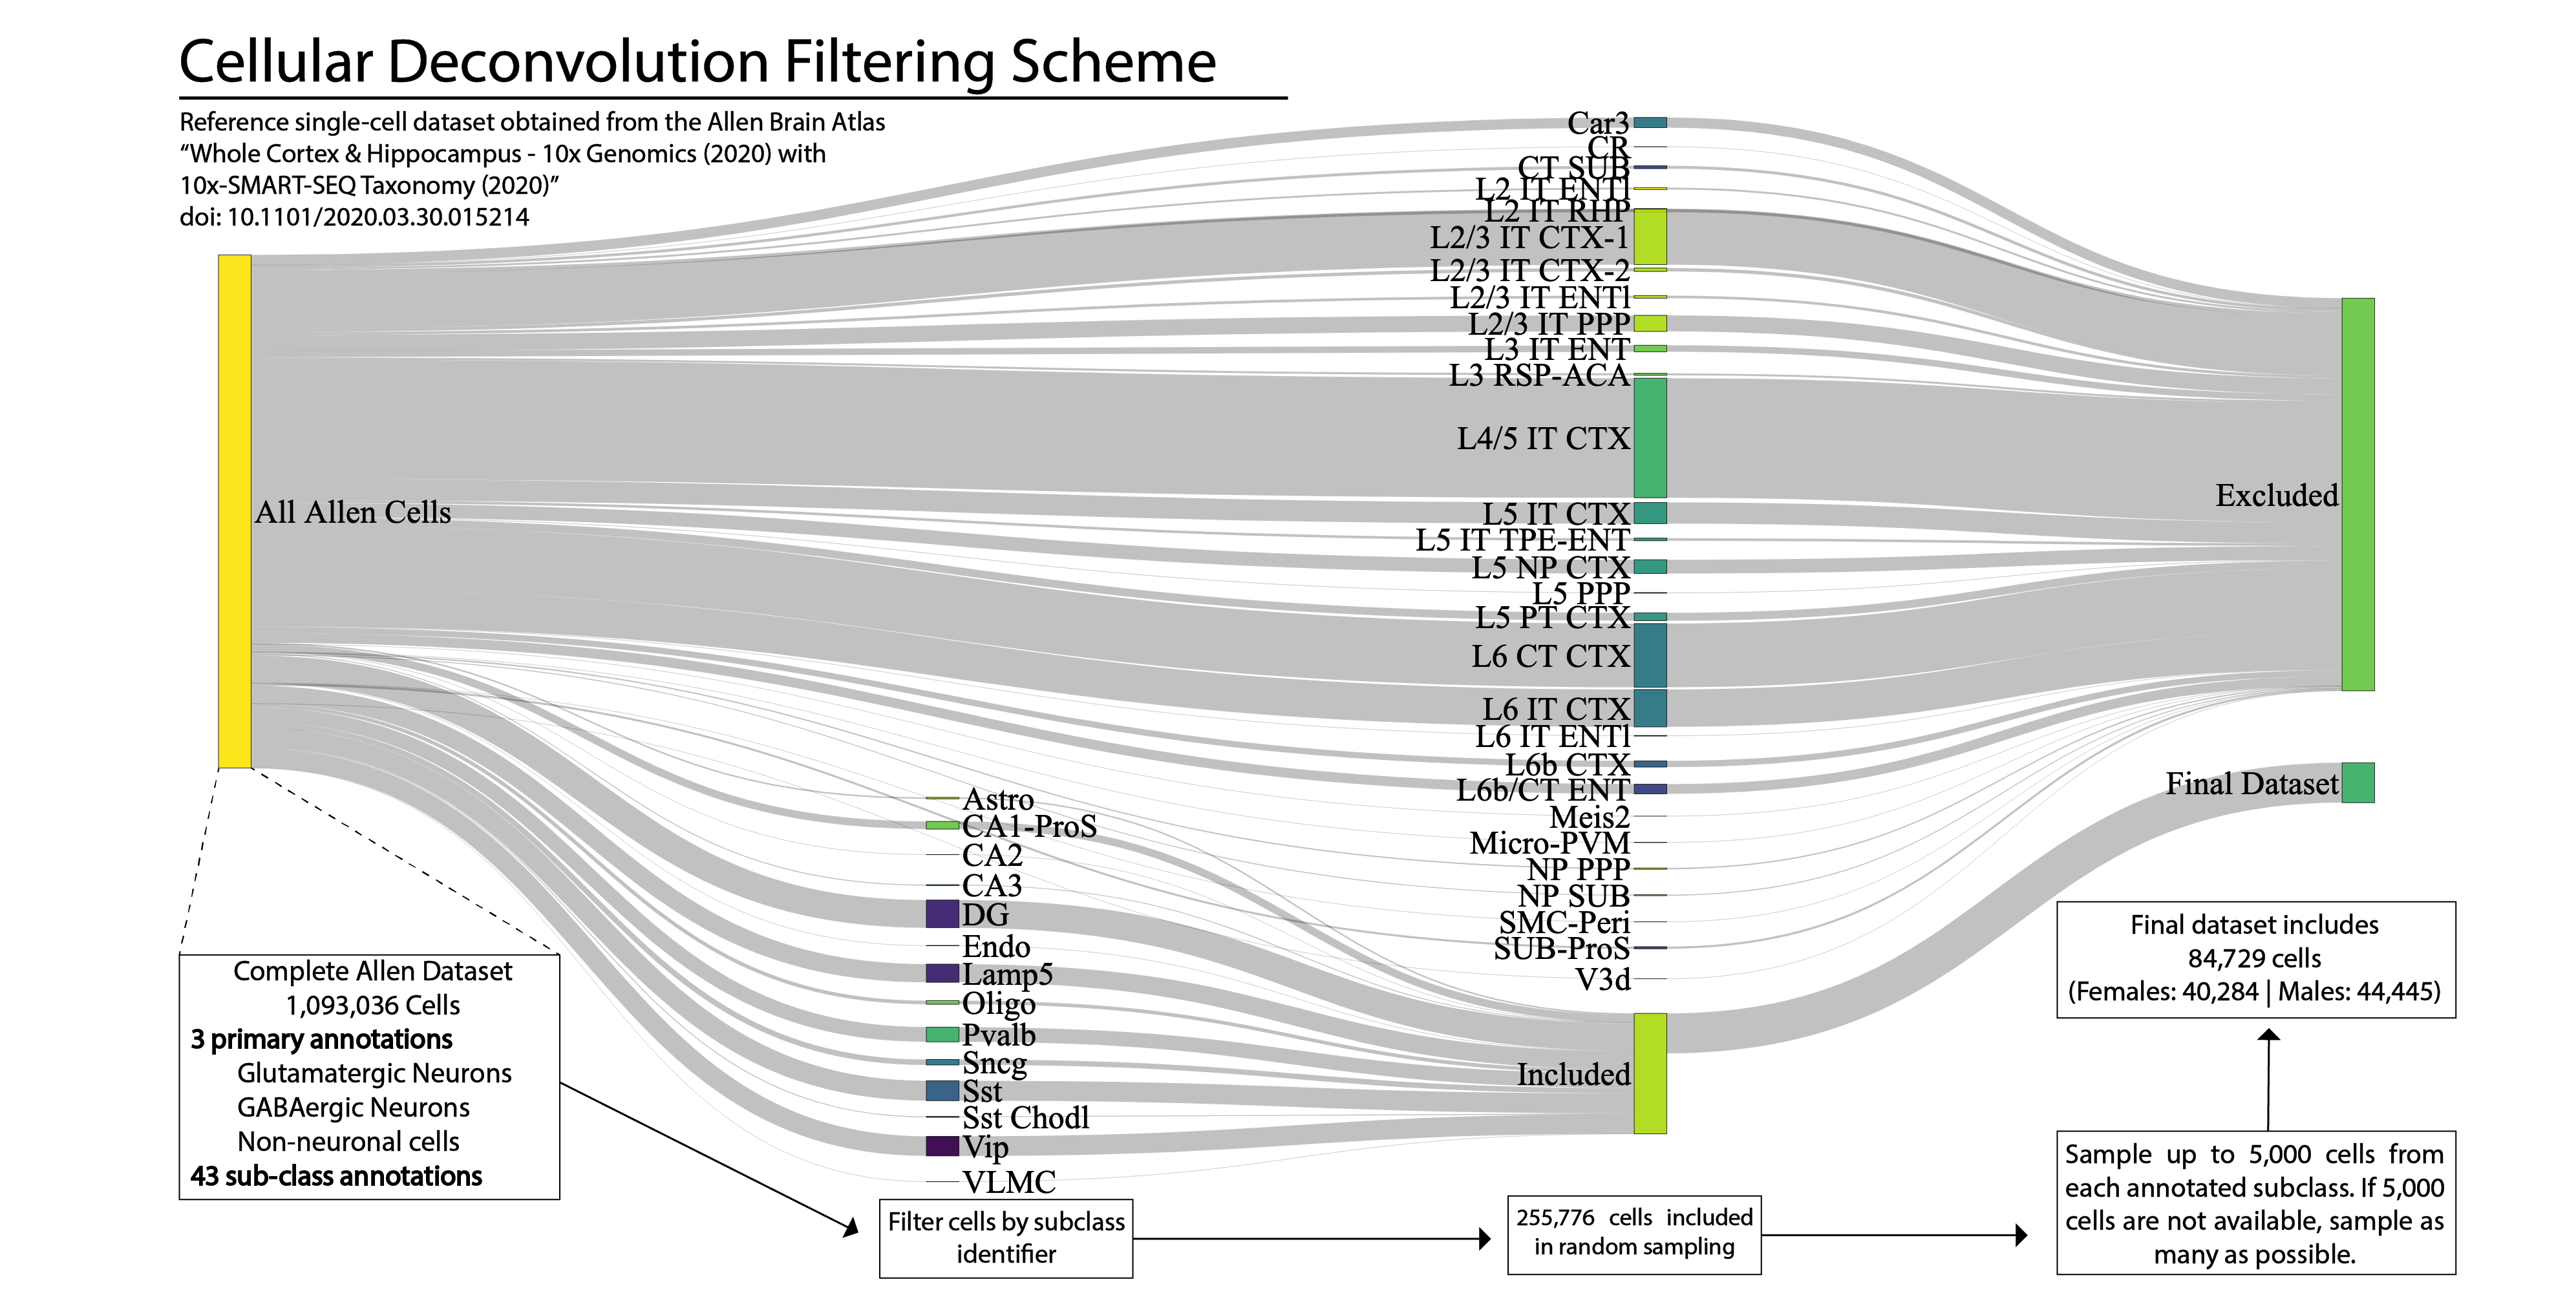 Cellular Deconvolution Filtering Scheme
Reference single-cell dataset obtained from the Allen Brain Atlas
“Whole Cortex & Hippocampus - 10x Genomics (2020) with
10x-SMART-SEQ Taxonomy (2020)”
doi: 10.1101/2020.03.30.015214
All Allen Cells
Car3
CR
CT SUB
L2 IT ENTl
L2 IT RHP
L2/3 IT CTX-1
L2/3 IT CTX-2
L2/3 IT ENTl
L2/3 IT PPP
L3 IT ENT
L3 RSP-ACA
L4/5 IT CTX
L5 IT CTX
L5 IT TPE-ENT
L5 NP CTX
L5 PPP
L5 PT CTX
L6 CT CTX
L6 IT CTX
L6 IT ENTl
L6b CTX
L6b/CT ENT
Meis2
Micro-PVM
NP PPP
NP SUB
SMC-Peri
SUB-ProS
V3d
Astro
CA1-ProS
CA2
CA3
DG
Endo
Lamp5
Oligo
Pvalb
Sncg
Sst
Sst Chodl
Vip
VLMC
Included
Excluded
Final Dataset
Complete Allen Dataset
1,093,036 Cells
3 primary annotations
Glutamatergic Neurons
GABAergic Neurons
Non-neuronal cells
43 sub-class annotations
Filter cells by subclass
identifier
255,776 cells included
in random sampling
Sample up to 5,000 cells from
each annotated subclass. If 5,000
cells are not available, sample as
many as possible.
Final dataset includes
84,729 cells
(Females: 40,284 | Males: 44,445)